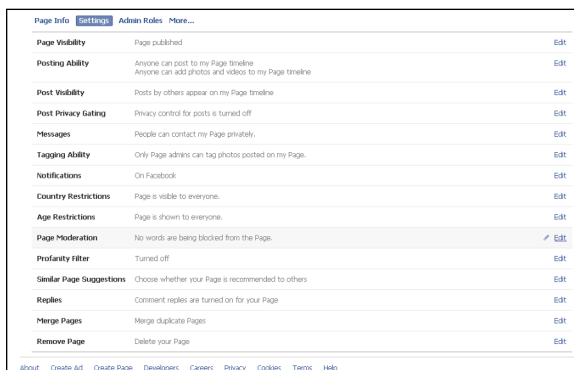 Page Info Settings Admin Roles More...
Page Visibility Page published Edit
Posting Ability Anyone can post to my Page timeline Edit
Anyone can add photos and videos to my Page timeline
Post Visibility Posts by others appear on my Page timeline Edit
Post Privacy Gating Privacy control for posts is turned off Edit
Messages People can contact my Page privately. Edit
Tagging Ability Only Page admins can tag photos posted on my Page. Edit
Notifications On Facebook Edit
Country Restrictions Page is visible to everyone. Edit
Age Restrictions Page is shown to everyone. Edit
Page Moderation No words are being blocked from the Page. Edit
Profanity Filter Turned off Edit
Similar Page Suggestions Choose whether your Page is recommended to others Edit
Replies Comment replies are turned on for your Page Edit
Merge Pages Merge duplicate Pages Edit
Remove Page Delete your Page Edit
About Create Ad Create Page Developers Careers Privacy Cookies Terms Help